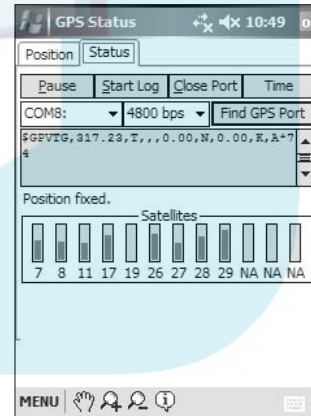 GPS Status 10:49
Position Status
Pause Start Log Close Port Time
COM8: 4800 bps Find GPS Port
$GPVTG,317.23,T,,,0.00,N,0.00,K,A*7
4
Position fixed.
Satellites
7 8 11 17 19 26 27 28 29 NA NA NA
MENU